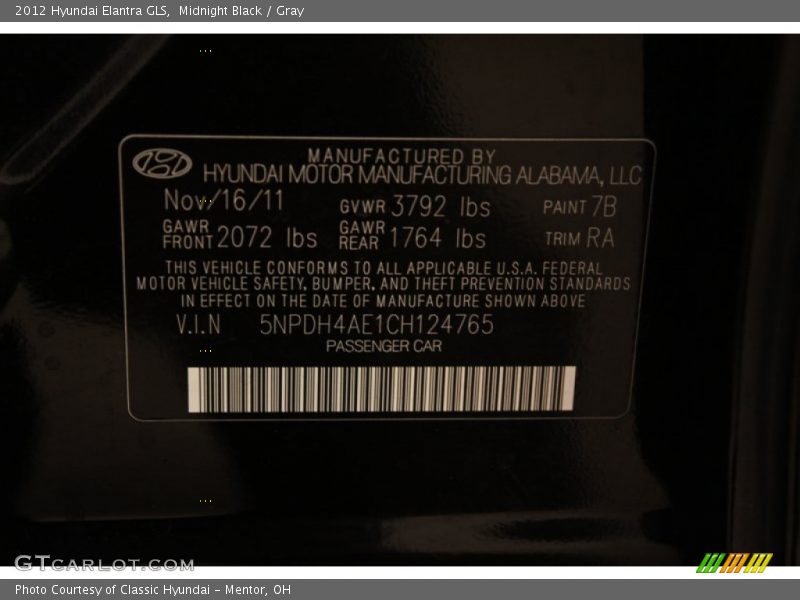 2012 Hyundai Elantra GLS, Midnight Black / Gray
MANUFACTURED BY
HYUNDAI MOTOR MANUFACTURING ALABAMA, LLC
Nov/16/11 GVWR 3792 lbs PAINT 7B
GAWR FRONT 2072 lbs GAWR REAR 1764 lbs TRIM RA
THIS VEHICLE CONFORMS TO ALL APPLICABLE U.S.A. FEDERAL
MOTOR VEHICLE SAFETY, BUMPER, AND THEFT PREVENTION STANDARDS
IN EFFECT ON THE DATE OF MANUFACTURE SHOWN ABOVE
V.I.N 5NPDH4AE1CH124765
PASSENGER CAR
GTCARLOT.COM
Photo Courtesy of Classic Hyundai - Mentor, OH